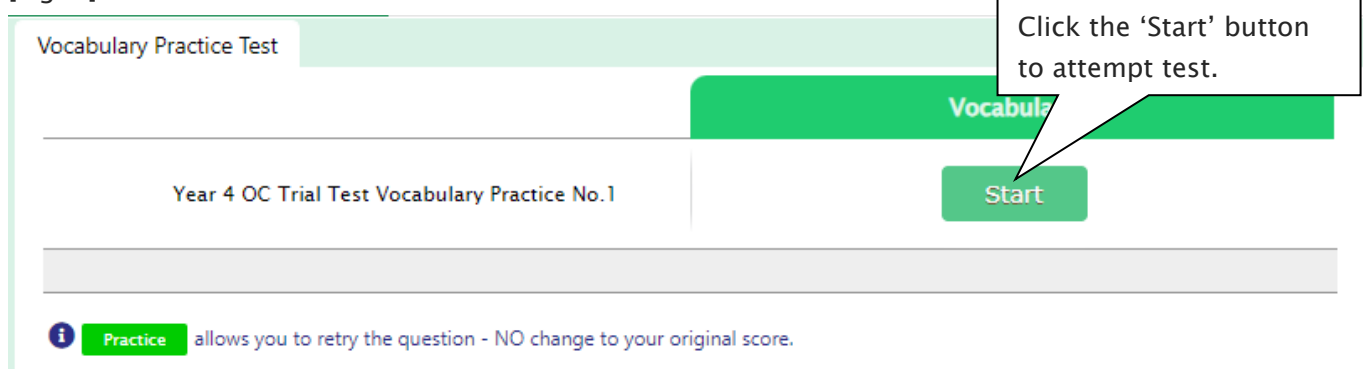 Vocabulary Practice Test
Click the ‘Start’ button
to attempt test.
Year 4 OC Trial Test Vocabulary Practice No.1
Start
Practice allows you to retry the question - NO change to your original score.